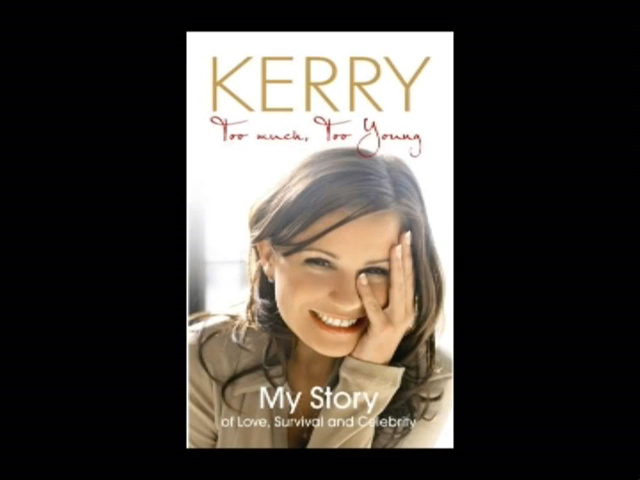 KERRY
Too much, Too Young
My Story
of Love, Survival and Celebrity